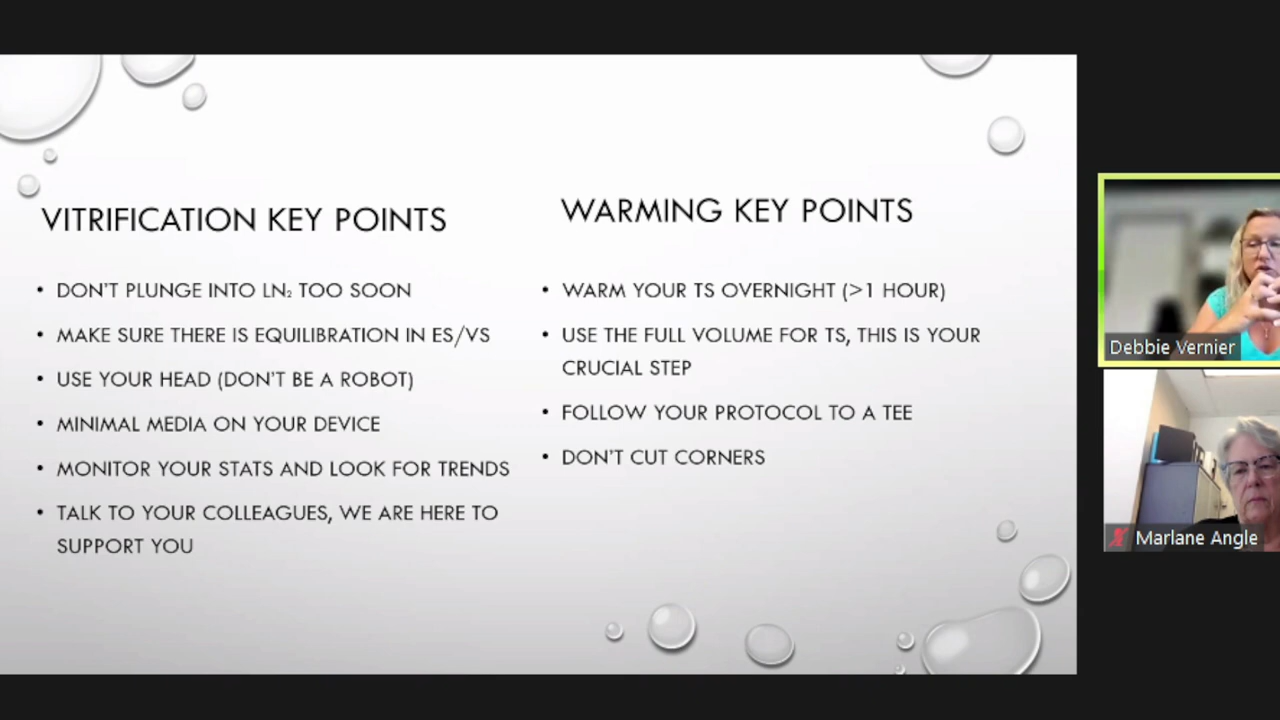 VITRIFICATION KEY POINTS
• DON'T PLUNGE INTO LN₂ TOO SOON
• MAKE SURE THERE IS EQUILIBRATION IN ES/VS
• USE YOUR HEAD (DON'T BE A ROBOT)
• MINIMAL MEDIA ON YOUR DEVICE
• MONITOR YOUR STATS AND LOOK FOR TRENDS
• TALK TO YOUR COLLEAGUES, WE ARE HERE TO
SUPPORT YOU
WARMING KEY POINTS
• WARM YOUR TS OVERNIGHT (>1 HOUR)
• USE THE FULL VOLUME FOR TS, THIS IS YOUR
CRUCIAL STEP
• FOLLOW YOUR PROTOCOL TO A TEE
• DON'T CUT CORNERS
Debbie Vernier
Marlane Angle